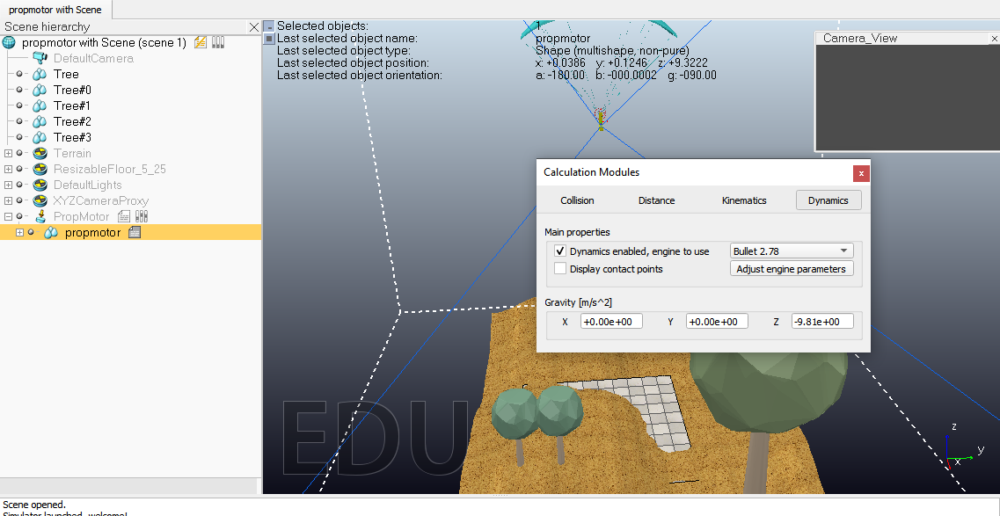 propmotor with Scene
Scene hierarchy
propmotor with Scene (scene 1)
DefaultCamera
Tree
Tree#0
Tree#1
Tree#2
Tree#3
Terrain
ResizableFloor_5_25
DefaultLights
XYZCameraProxy
PropMotor
propmotor
Selected objects: 1
Last selected object name: propmotor
Last selected object type: Shape (multishape, non-pure)
Last selected object position: x: +0.0386 y: +0.1246 z: +9.3222
Last selected object orientation: a: -180.00 b: -000.0002 g: -090.00
Camera_View
x
Calculation Modules
x
Collision Distance Kinematics Dynamics
Main properties
Dynamics enabled, engine to use Bullet 2.78
Display contact points Adjust engine parameters
Gravity [m/s^2]
X +0.00e+00 Y +0.00e+00 Z -9.81e+00
EDU
z
y
x
Scene opened.
Simulator launched, welcome!